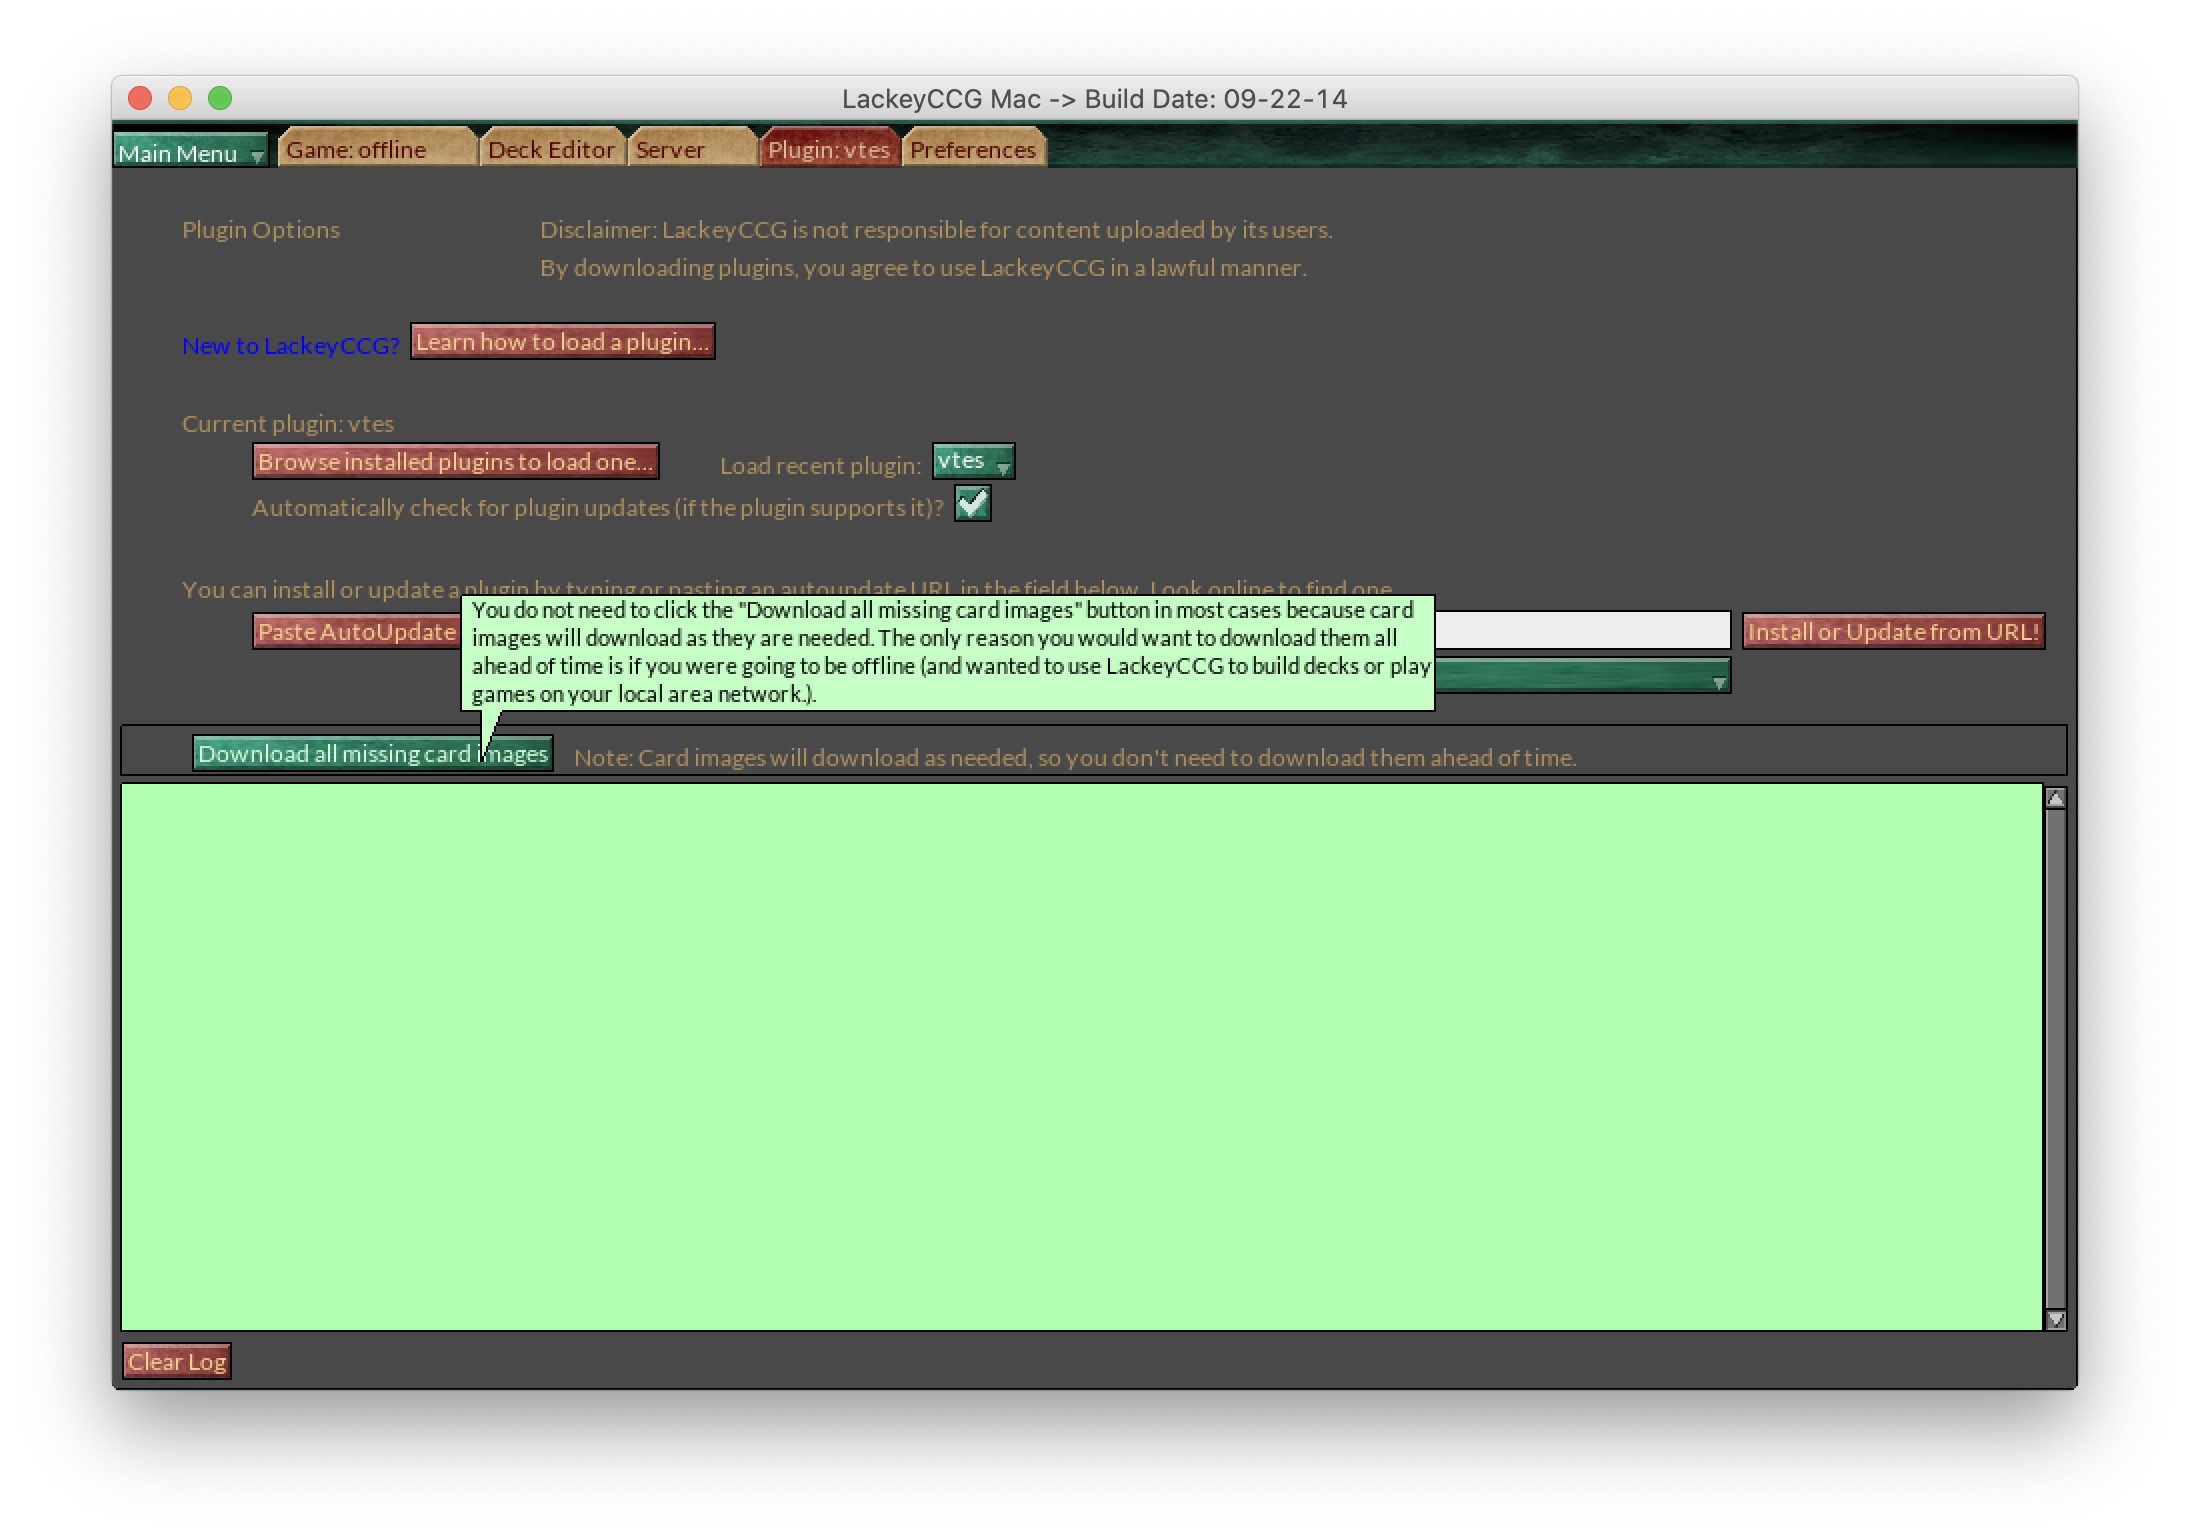 LackeyCCG Mac -> Build Date: 09-22-14
Main Menu
Game: offline
Deck Editor
Server
Plugin: vtes
Preferences
Plugin Options
Disclaimer: LackeyCCG is not responsible for content uploaded by its users.
By downloading plugins, you agree to use LackeyCCG in a lawful manner.
New to LackeyCCG?
Learn how to load a plugin...
Current plugin: vtes
Browse installed plugins to load one...
Load recent plugin:
vtes
Automatically check for plugin updates (if the plugin supports it)?
You can install or update a plugin by typing or pasting an autoupdate URL in the field below. Look online to find one.
Paste AutoUpdate
You do not need to click the "Download all missing card images" button in most cases because card
images will download as they are needed. The only reason you would want to download them all
ahead of time is if you were going to be offline (and wanted to use LackeyCCG to build decks or play
games on your local area network.).
Install or Update from URL!
Download all missing card images
Note: Card images will download as needed, so you don't need to download them ahead of time.
Clear Log